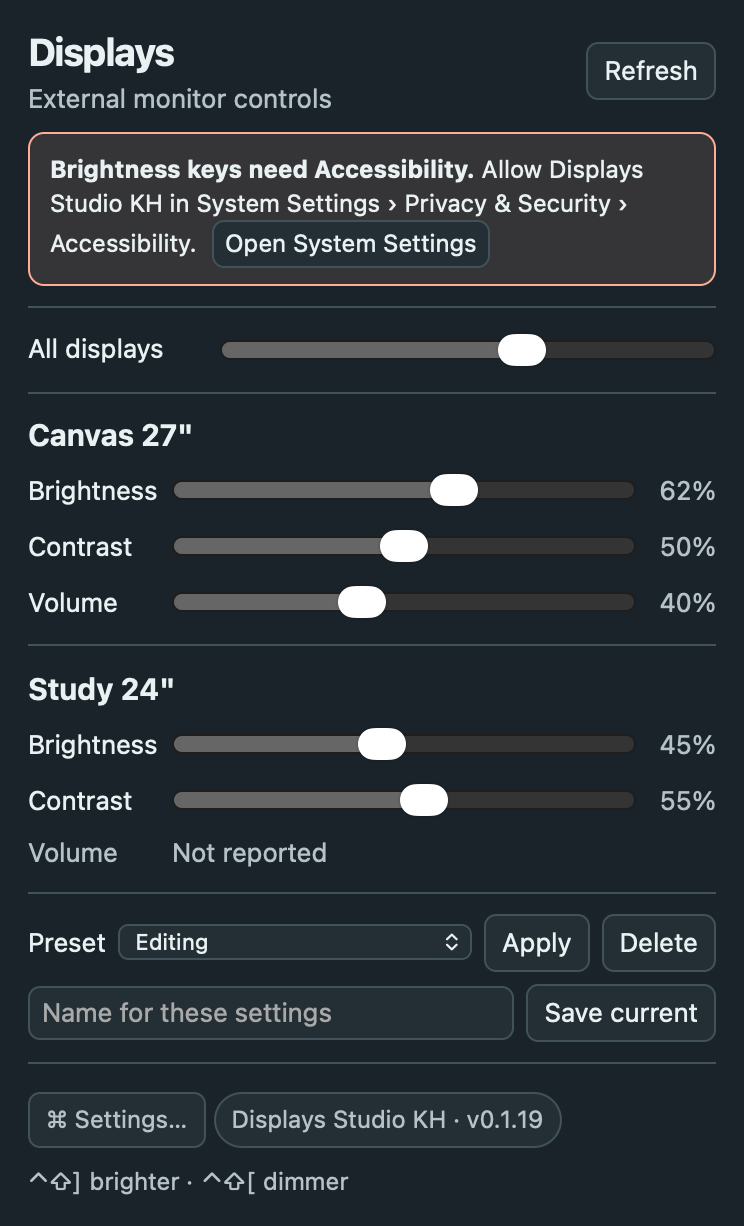 Displays
External monitor controls
Refresh
Brightness keys need Accessibility. Allow Displays
Studio KH in System Settings › Privacy & Security ›
Accessibility. Open System Settings
All displays
Canvas 27"
Brightness 62%
Contrast 50%
Volume 40%
Study 24"
Brightness 45%
Contrast 55%
Volume Not reported
Preset Editing Apply Delete
Name for these settings Save current
⌘ Settings... Displays Studio KH · v0.1.19
⌃⇧] brighter · ⌃⇧[ dimmer